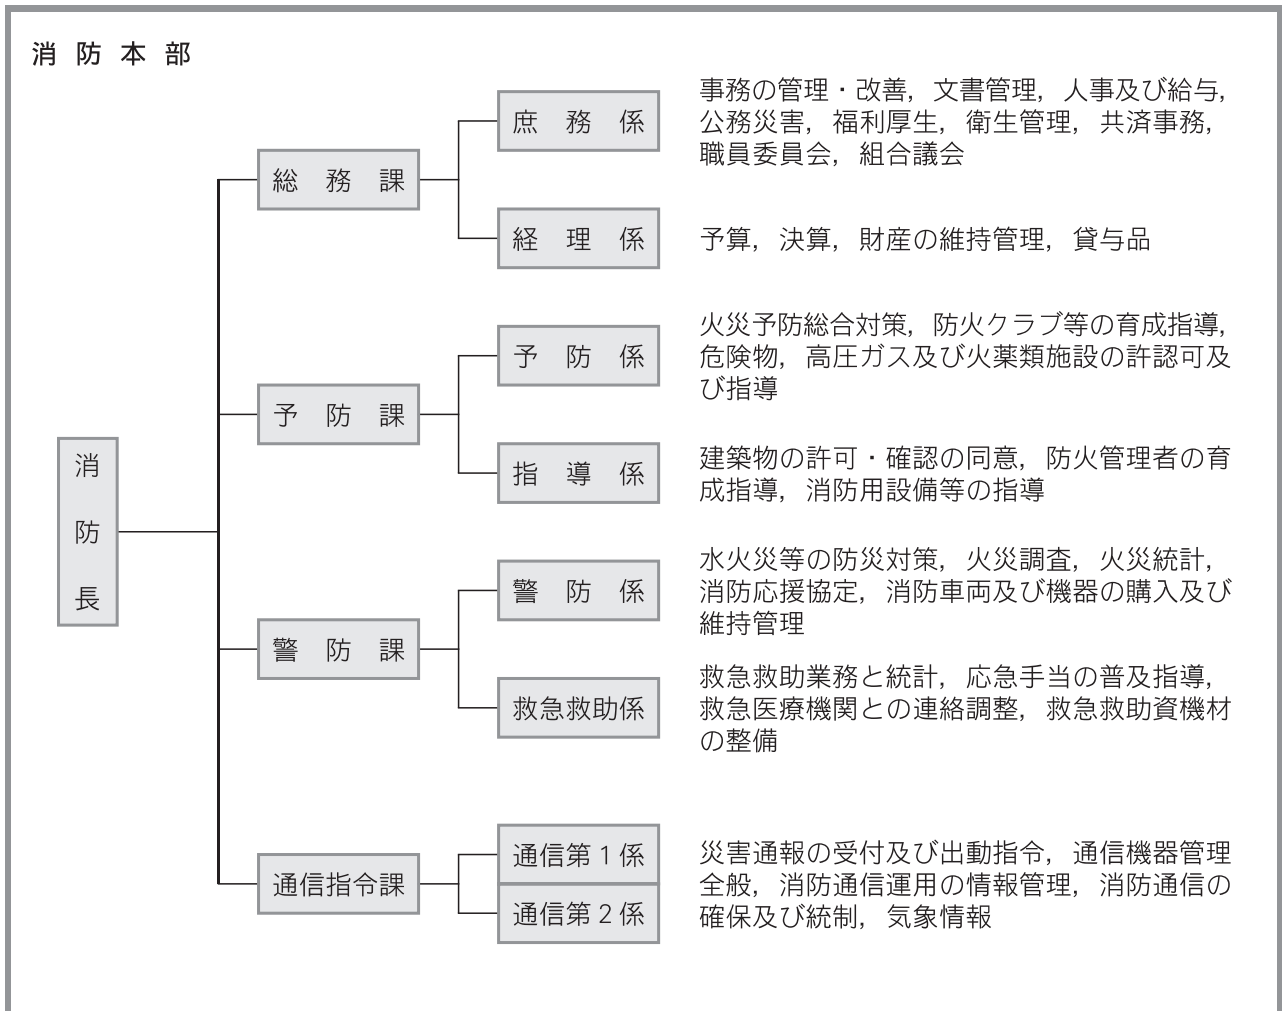 消防本部
消防長
総務課
庶務係
事務の管理・改善，文書管理，人事及び給与，
公務災害，福利厚生，衛生管理，共済事務，
職員委員会，組合議会
経理係
予算，決算，財産の維持管理，貸与品
予防課
予防係
火災予防総合対策，防火クラブ等の育成指導，
危険物，高圧ガス及び火薬類施設の許認可及
び指導
指導係
建築物の許可・確認の同意，防火管理者の育
成指導，消防用設備等の指導
警防課
警防係
水火災等の防災対策，火災調査，火災統計，
消防応援協定，消防車両及び機器の購入及び
維持管理
救急救助係
救急救助業務と統計，応急手当の普及指導，
救急医療機関との連絡調整，救急救助資機材
の整備
通信指令課
通信第1係
通信第2係
災害通報の受付及び出動指令，通信機器管理
全般，消防通信運用の情報管理，消防通信の
確保及び統制，気象情報